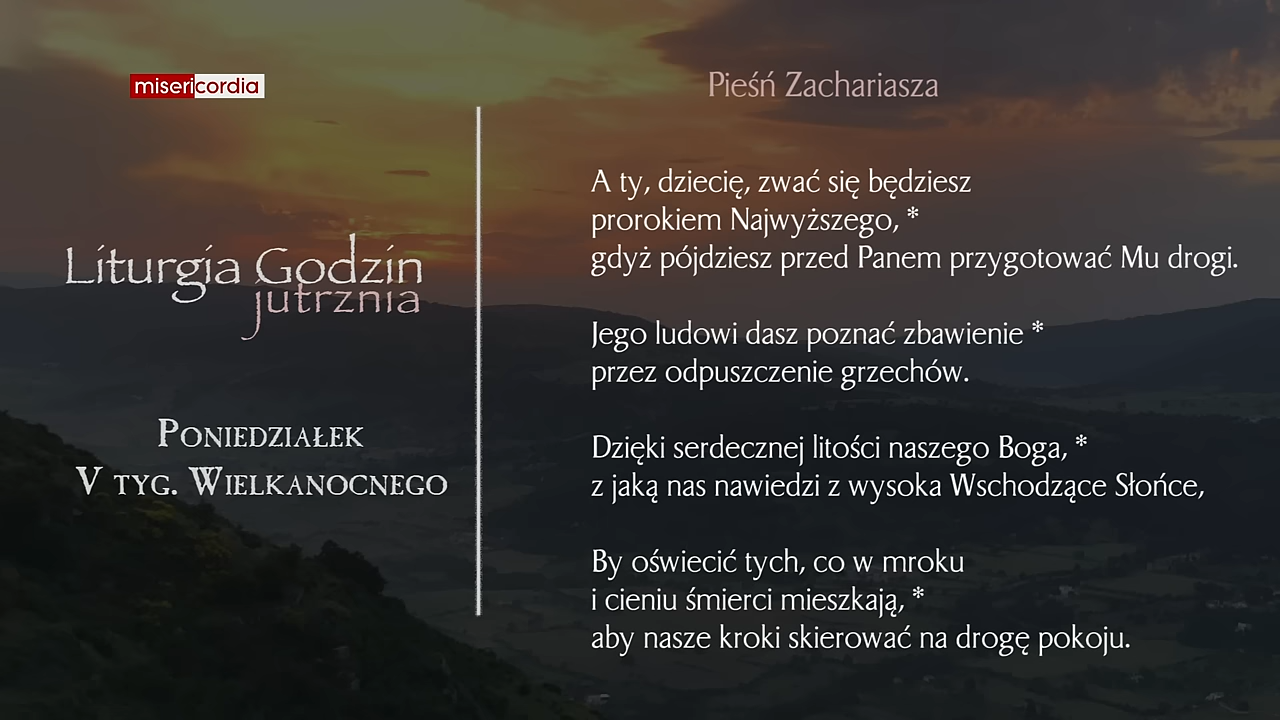 misericordia
Liturgia Godzin
jutrznia
Poniedziałek
V tyg. Wielkanocnego
Pieśń Zachariasza
A ty, dziecię, zwać się będziesz
prorokiem Najwyższego, *
gdyż pójdziesz przed Panem przygotować Mu drogi.
Jego ludowi dasz poznać zbawienie *
przez odpuszczenie grzechów.
Dzięki serdecznej litości naszego Boga, *
z jaką nas nawiedzi z wysoka Wschodzące Słońce,
By oświecić tych, co w mroku
i cieniu śmierci mieszkają, *
aby nasze kroki skierować na drogę pokoju.